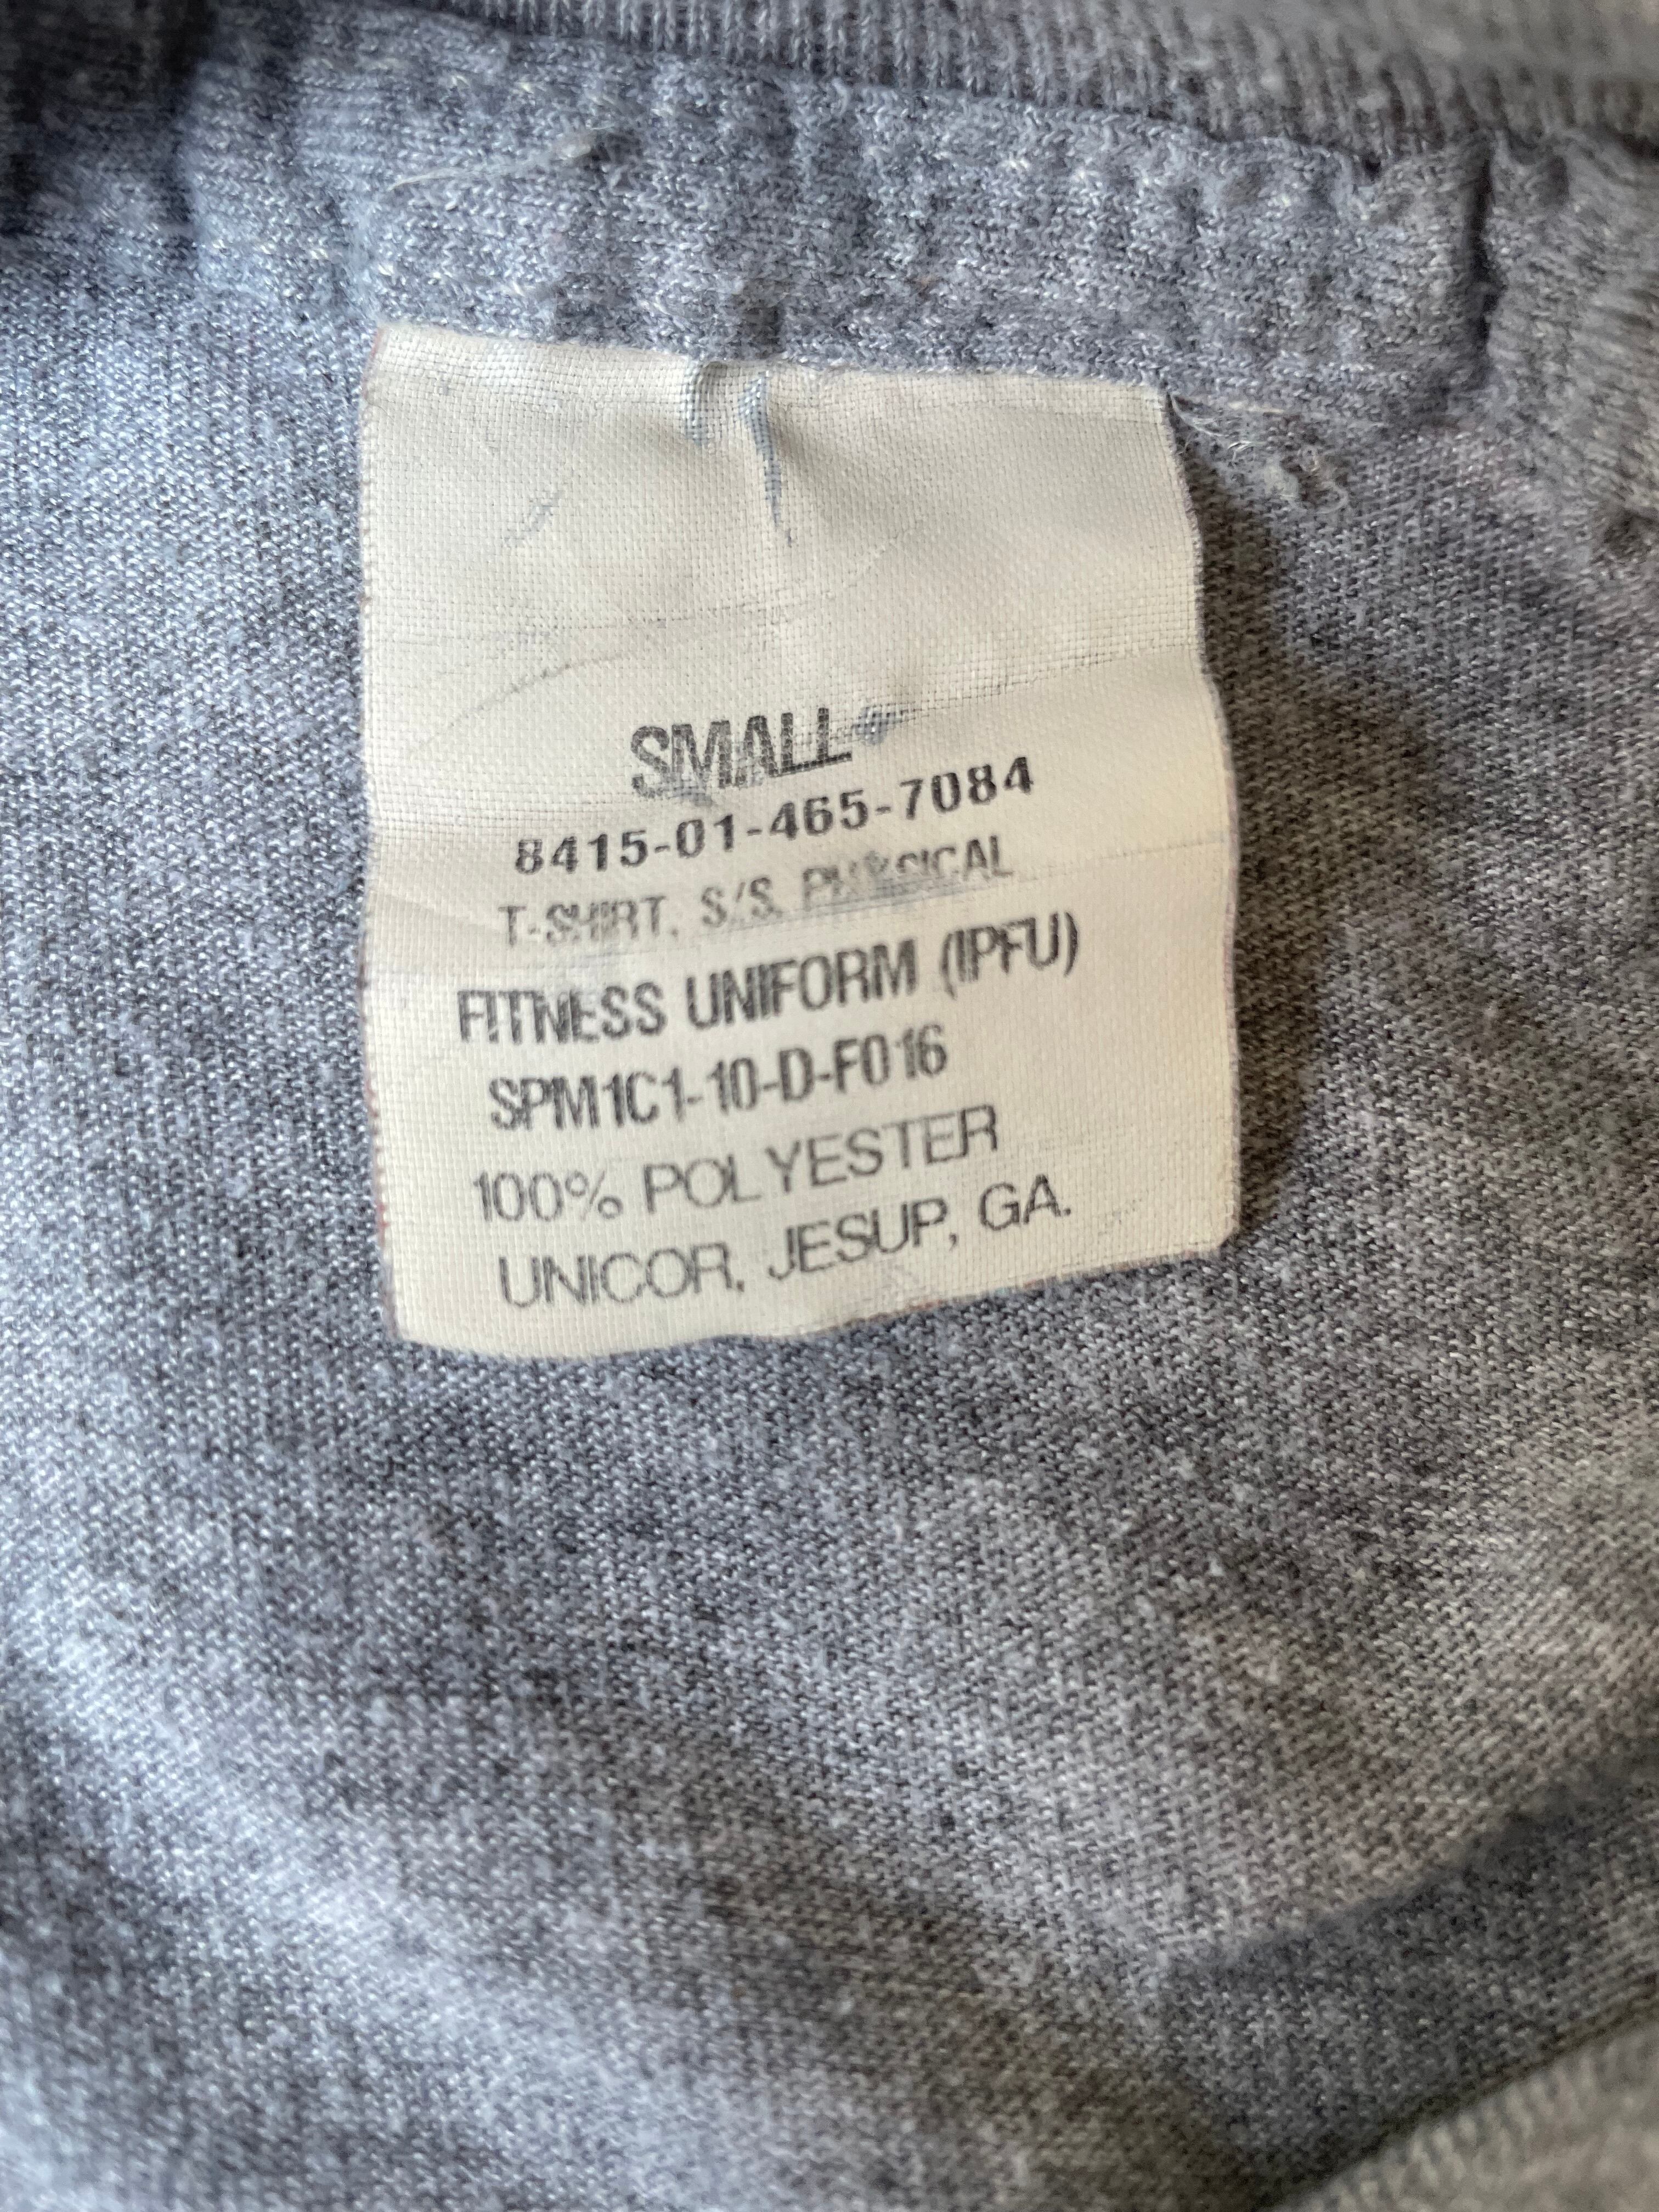 SMALL
8415-01-465-7084
T-SHIRT, S/S, PHYSICAL
FITNESS UNIFORM (IPFU)
SPM1C1-10-D-F016
100% POLYESTER
UNICOR, JESUP, GA.